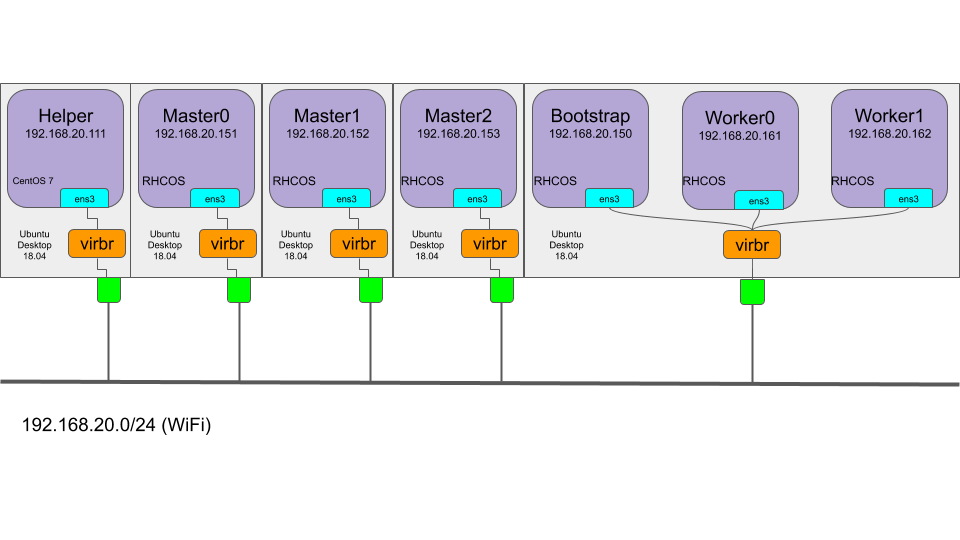 Helper
192.168.20.111
CentOS 7
ens3
Ubuntu
Desktop
18.04
virbr
Master0
192.168.20.151
RHCOS
ens3
Ubuntu
Desktop
18.04
virbr
Master1
192.168.20.152
RHCOS
ens3
Ubuntu
Desktop
18.04
virbr
Master2
192.168.20.153
RHCOS
ens3
Ubuntu
Desktop
18.04
virbr
Bootstrap
192.168.20.150
RHCOS
ens3
Worker0
192.168.20.161
RHCOS
ens3
Worker1
192.168.20.162
RHCOS
ens3
Ubuntu
Desktop
18.04
virbr
192.168.20.0/24 (WiFi)